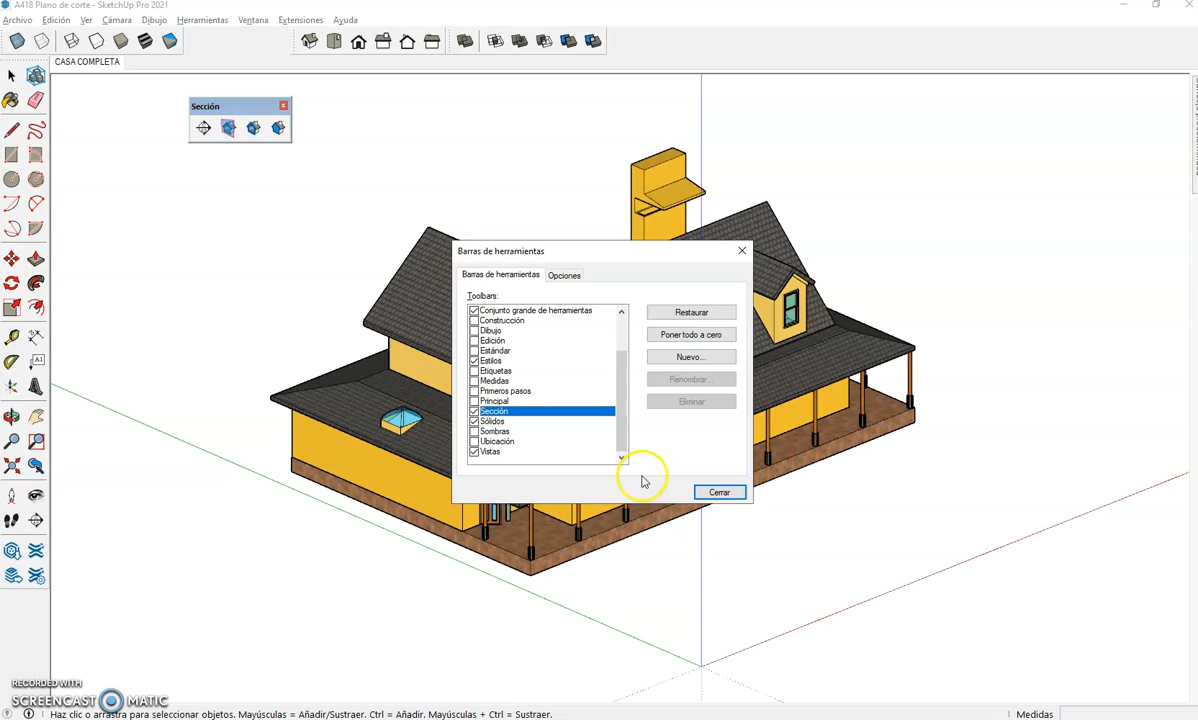 A418 Plano de corte - SketchUp Pro 2021
Archivo Edición Ver Cámara Dibujo Herramientas Ventana Extensiones Ayuda
CASA COMPLETA
Sección
Barras de herramientas
Barras de herramientas Opciones
Toolbars:
Conjunto grande de herramientas
Construcción
Dibujo
Edición
Estándar
Estilos
Etiquetas
Medidas
Primeros pasos
Principal
Sección
Sólidos
Sombras
Ubicación
Vistas
Restaurar
Poner todo a cero
Nuevo...
Renombrar...
Eliminar
Cerrar
A1
RECORDED WITH
SCREENCAST MATIC
Haz clic o arrastra para seleccionar objetos. Mayúsculas = Añadir/Sustraer. Ctrl = Añadir. Mayúsculas + Ctrl = Sustraer.
Medidas